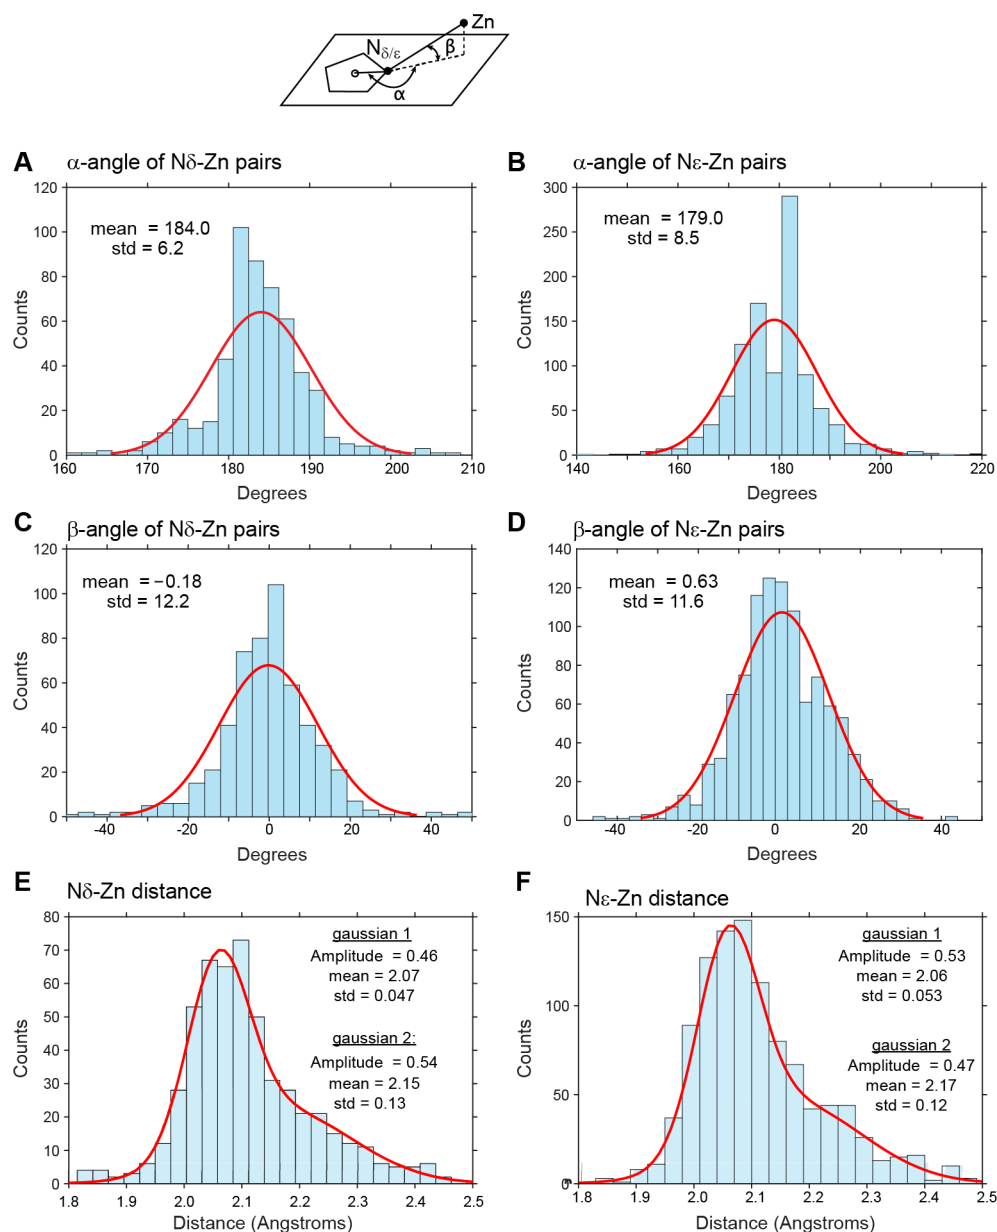 Zn
Nδ/ε
β
α
A
α-angle of Nδ-Zn pairs
mean = 184.0
std = 6.2
120
100
80
60
40
20
0
Counts
160 170 180 190 200 210
Degrees
B
α-angle of Nε-Zn pairs
mean = 179.0
std = 8.5
300
250
200
150
100
50
0
Counts
140 160 180 200 220
Degrees
C
β-angle of Nδ-Zn pairs
mean = −0.18
std = 12.2
120
100
80
60
40
20
0
Counts
-40 -20 0 20 40
Degrees
D
β-angle of Nε-Zn pairs
mean = 0.63
std = 11.6
140
120
100
80
60
40
20
0
Counts
-40 -20 0 20 40
Degrees
E
Nδ-Zn distance
gaussian 1
Amplitude = 0.46
mean = 2.07
std = 0.047
gaussian 2:
Amplitude = 0.54
mean = 2.15
std = 0.13
80
70
60
50
40
30
20
10
0
Counts
1.8 1.9 2.0 2.1 2.2 2.3 2.4 2.5
Distance (Angstroms)
F
Nε-Zn distance
gaussian 1
Amplitude = 0.53
mean = 2.06
std = 0.053
gaussian 2
Amplitude = 0.47
mean = 2.17
std = 0.12
150
100
50
Counts
1.8 1.9 2.0 2.1 2.2 2.3 2.4 2.5
Distance (Angstroms)